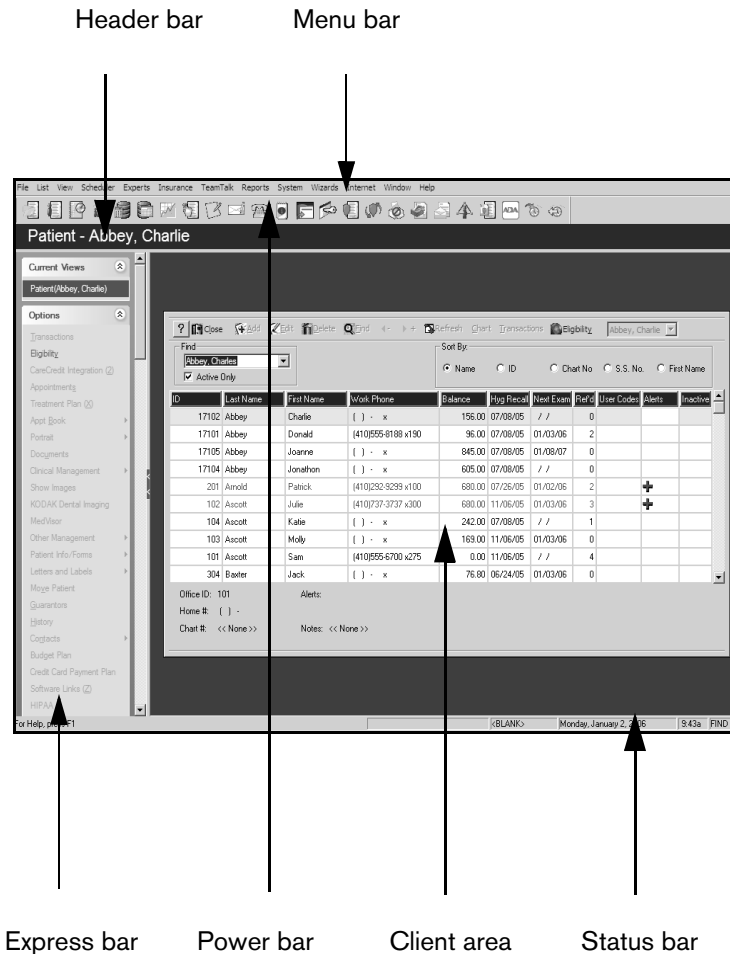 Header bar Menu bar
File List View Scheduler Experts Insurance TeamTalk Reports System Wizards Internet Window Help
ADA
Patient - Abbey, Charlie
Current Views
Patient(Abbey, Charlie)
Options
Transactions
Eligibility
CareCredit Integration (Z)
Appointments
Treatment Plan (X)
Appt Book
Portrait
Documents
Clinical Management
Show Images
KODAK Dental Imaging
MedVisor
Other Management
Patient Info/Forms
Letters and Labels
Move Patient
Guarantors
History
Contacts
Budget Plan
Credit Card Payment Plan
Software Links (Z)
HIPAA
? Close Add Edit Delete Find <- -> + Refresh Chart Transactions Eligibility Abbey, Charlie
Find Sort By:
Abbey, Charles
Active Only Name ID Chart No S.S. No. First Name
ID Last Name First Name Work Phone Balance Hyg Recall Next Exam Ref'd User Codes Alerts Inactive
17102 Abbey Charlie ( ) - x 156.00 07/08/05 / / 0
17101 Abbey Donald (410)555-8188 x190 96.00 07/08/05 01/03/06 2
17105 Abbey Joanne ( ) - x 845.00 07/08/05 01/08/07 0
17104 Abbey Jonathon ( ) - x 605.00 07/08/05 / / 0
201 Arnold Patrick (410)292-9299 x100 680.00 07/26/05 01/02/06 2
102 Ascott Julie (410)737-3737 x300 680.00 11/06/05 01/03/06 3
104 Ascott Katie ( ) - x 242.00 07/08/05 / / 1
103 Ascott Molly ( ) - x 169.00 11/06/05 01/03/06 0
101 Ascott Sam (410)555-6700 x275 0.00 11/06/05 / / 4
304 Baxter Jack ( ) - x 76.80 06/24/05 01/03/06 0
Office ID: 101 Alerts:
Home #: ( ) -
Chart #: << None >> Notes: << None >>
For Help, press F1 <BLANK> Monday, January 2, 2006 9:43a FIND
Express bar Power bar Client area Status bar